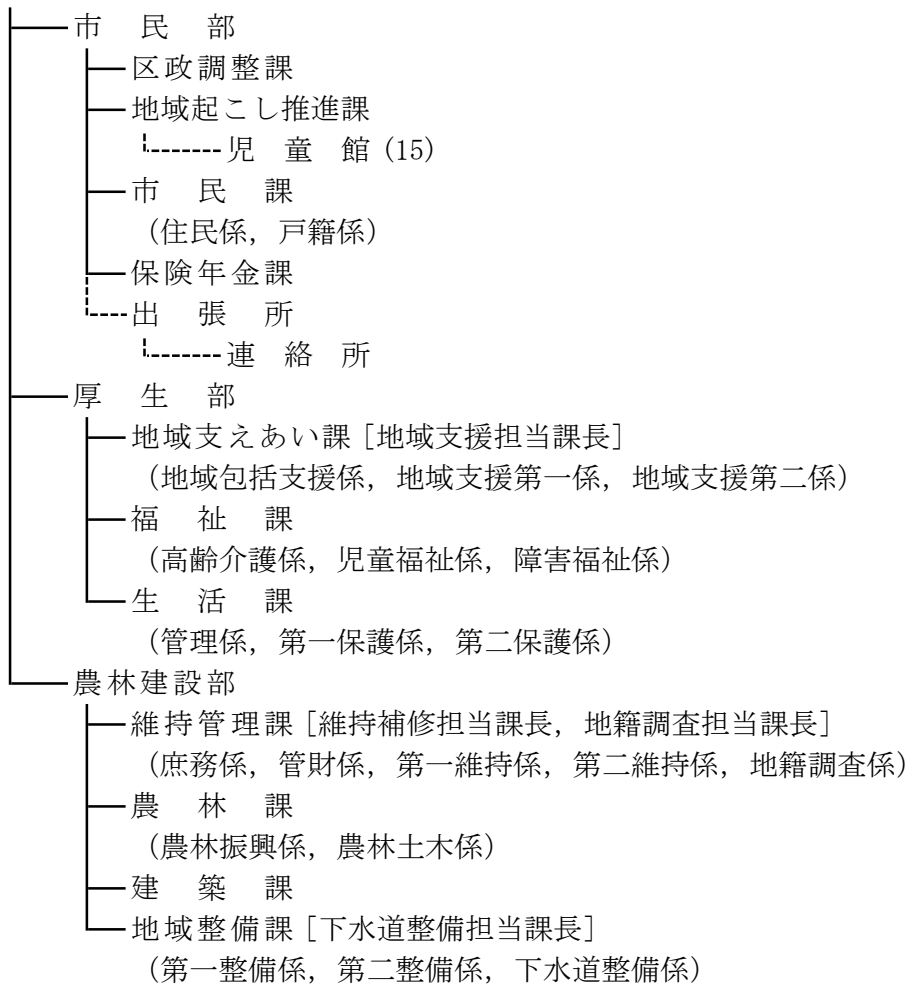 市民部
区政調整課
地域起こし推進課
児童館 (15)
市民課
（住民係，戸籍係）
保険年金課
出張所
連絡所
厚生部
地域支えあい課［地域支援担当課長］
（地域包括支援係，地域支援第一係，地域支援第二係）
福祉課
（高齢介護係，児童福祉係，障害福祉係）
生活課
（管理係，第一保護係，第二保護係）
農林建設部
維持管理課［維持補修担当課長，地籍調査担当課長］
（庶務係，管財係，第一維持係，第二維持係，地籍調査係）
農林課
（農林振興係，農林土木係）
建築課
地域整備課［下水道整備担当課長］
（第一整備係，第二整備係，下水道整備係）